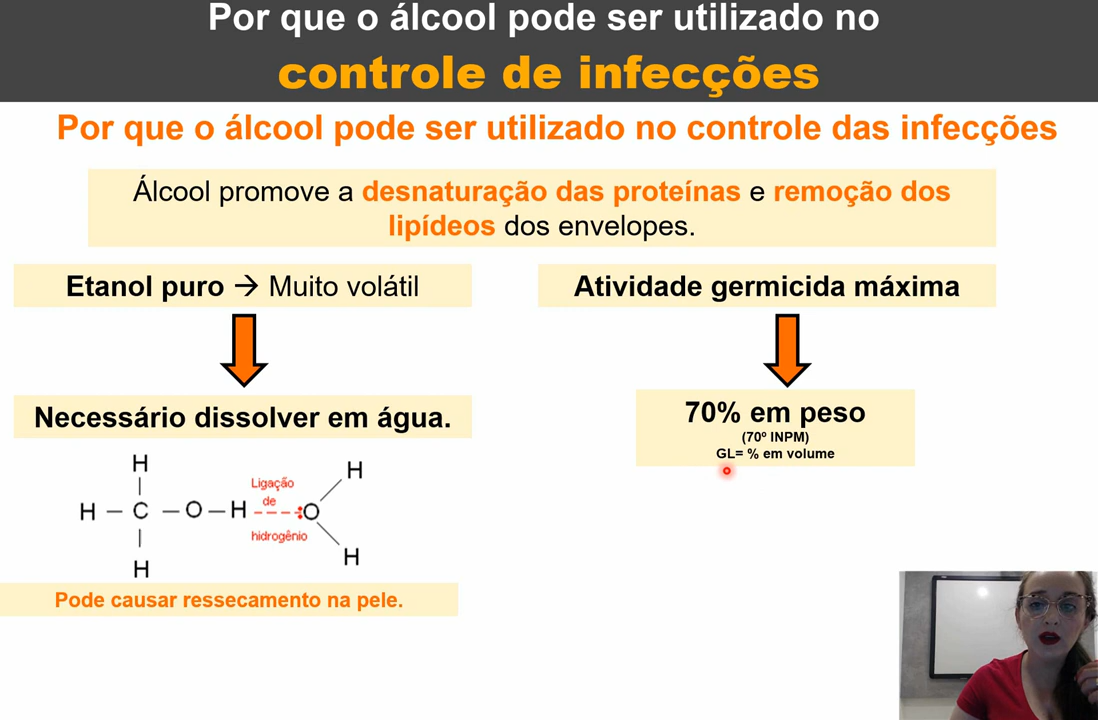 Por que o álcool pode ser utilizado no
controle de infecções
Por que o álcool pode ser utilizado no controle das infecções
Álcool promove a desnaturação das proteínas e remoção dos
lipídeos dos envelopes.
Etanol puro → Muito volátil
Atividade germicida máxima
Necessário dissolver em água.
70% em peso
(70º INPM)
GL= % em volume
H
H
Ligação
de
H – C – O – H ---- :O
hidrogênio
H
H
Pode causar ressecamento na pele.